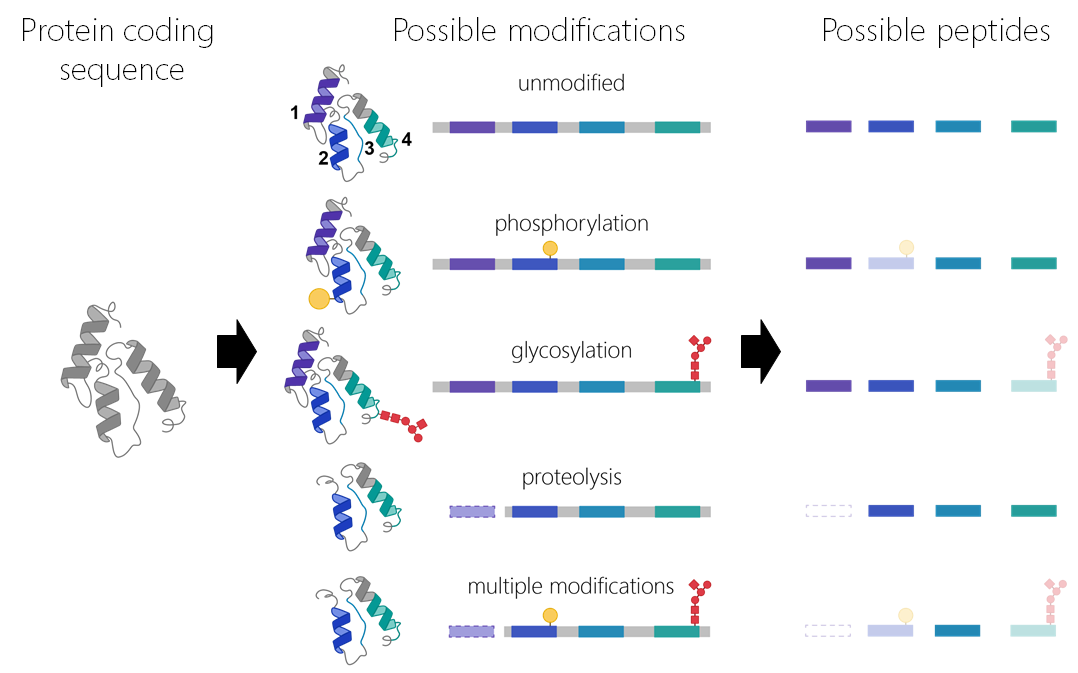 Protein coding
sequence
Possible modifications
Possible peptides
unmodified
1
2
3
4
phosphorylation
glycosylation
proteolysis
multiple modifications